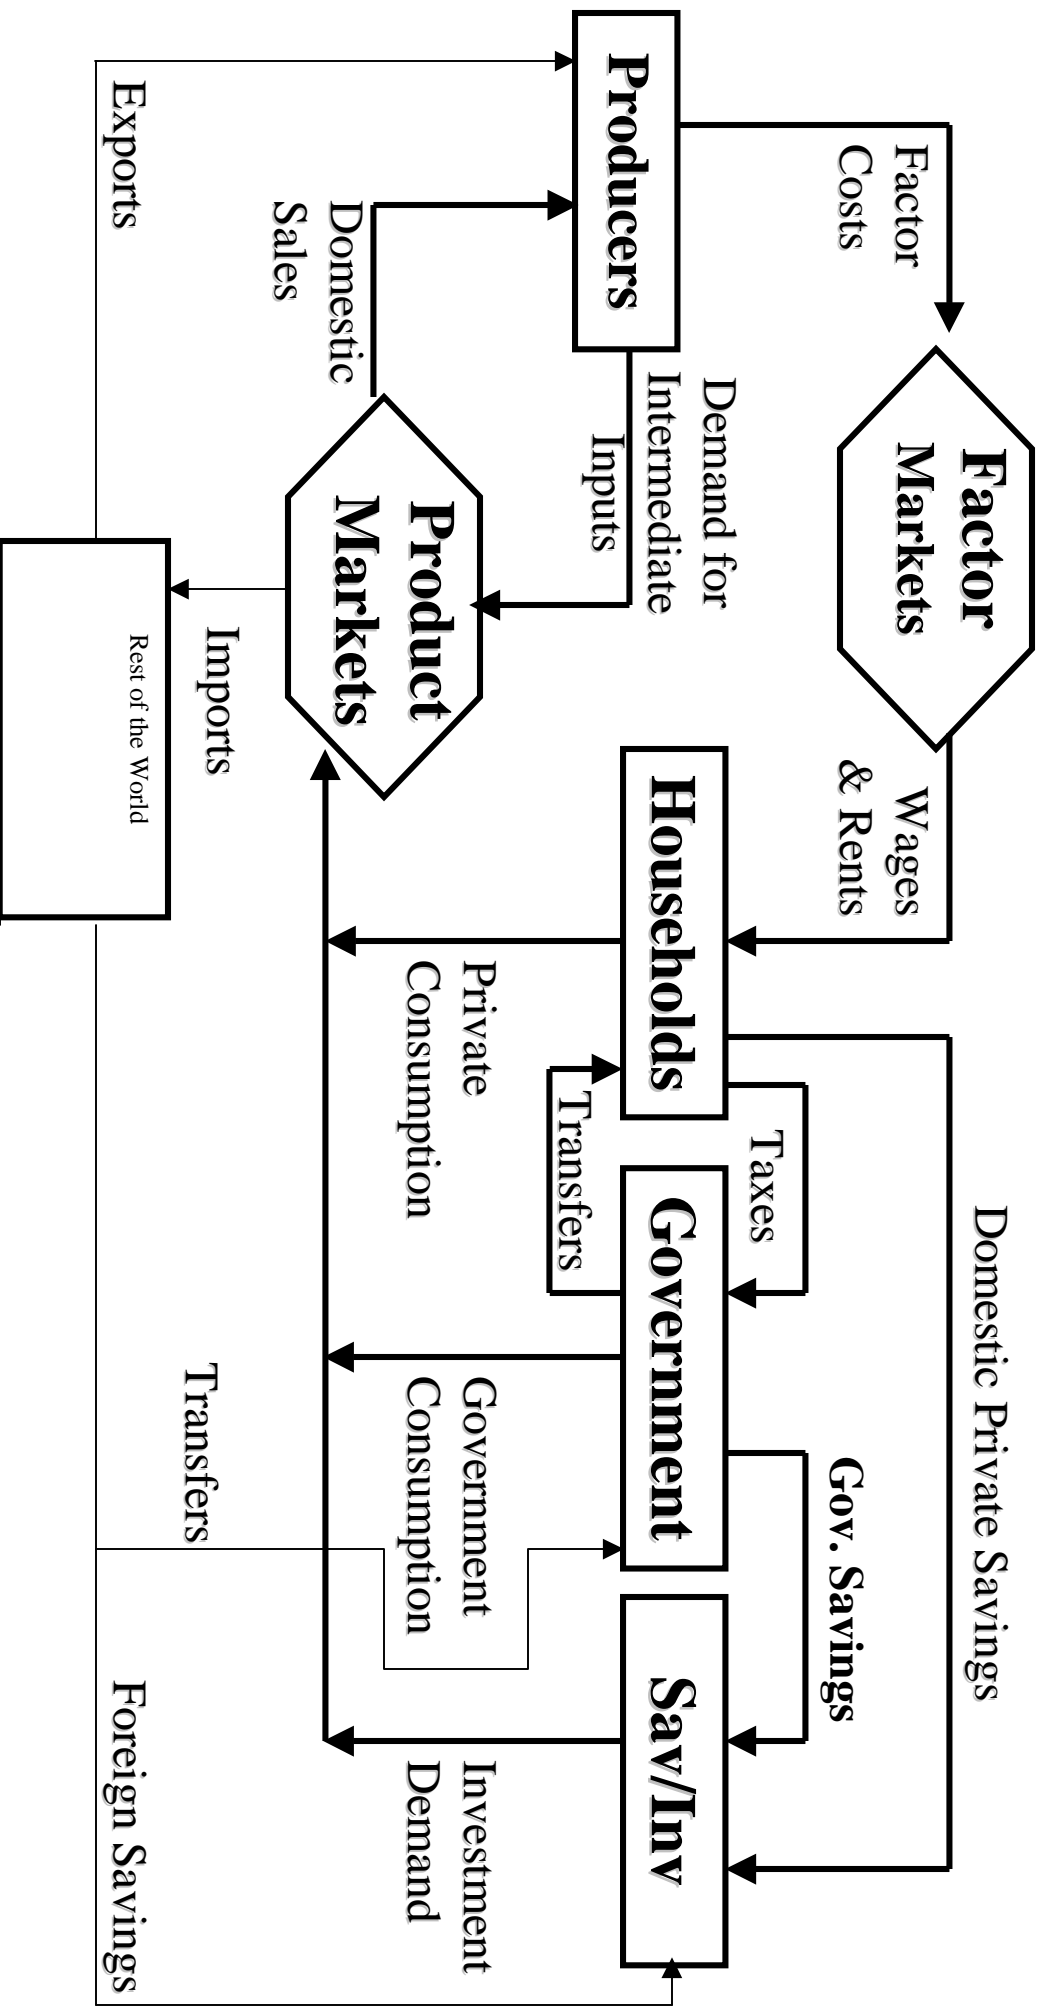 Domestic Private Savings
Factor
Costs
Factor
Markets
Wages
& Rents
Gov. Savings
Taxes
Demand for
Intermediate
Inputs
Producers
Households
Government
Sav/Inv
Transfers
Private
Consumption
Government
Consumption
Investment
Demand
Domestic
Sales
Product
Markets
Imports
Transfers
Exports
Rest of the World
Foreign Savings